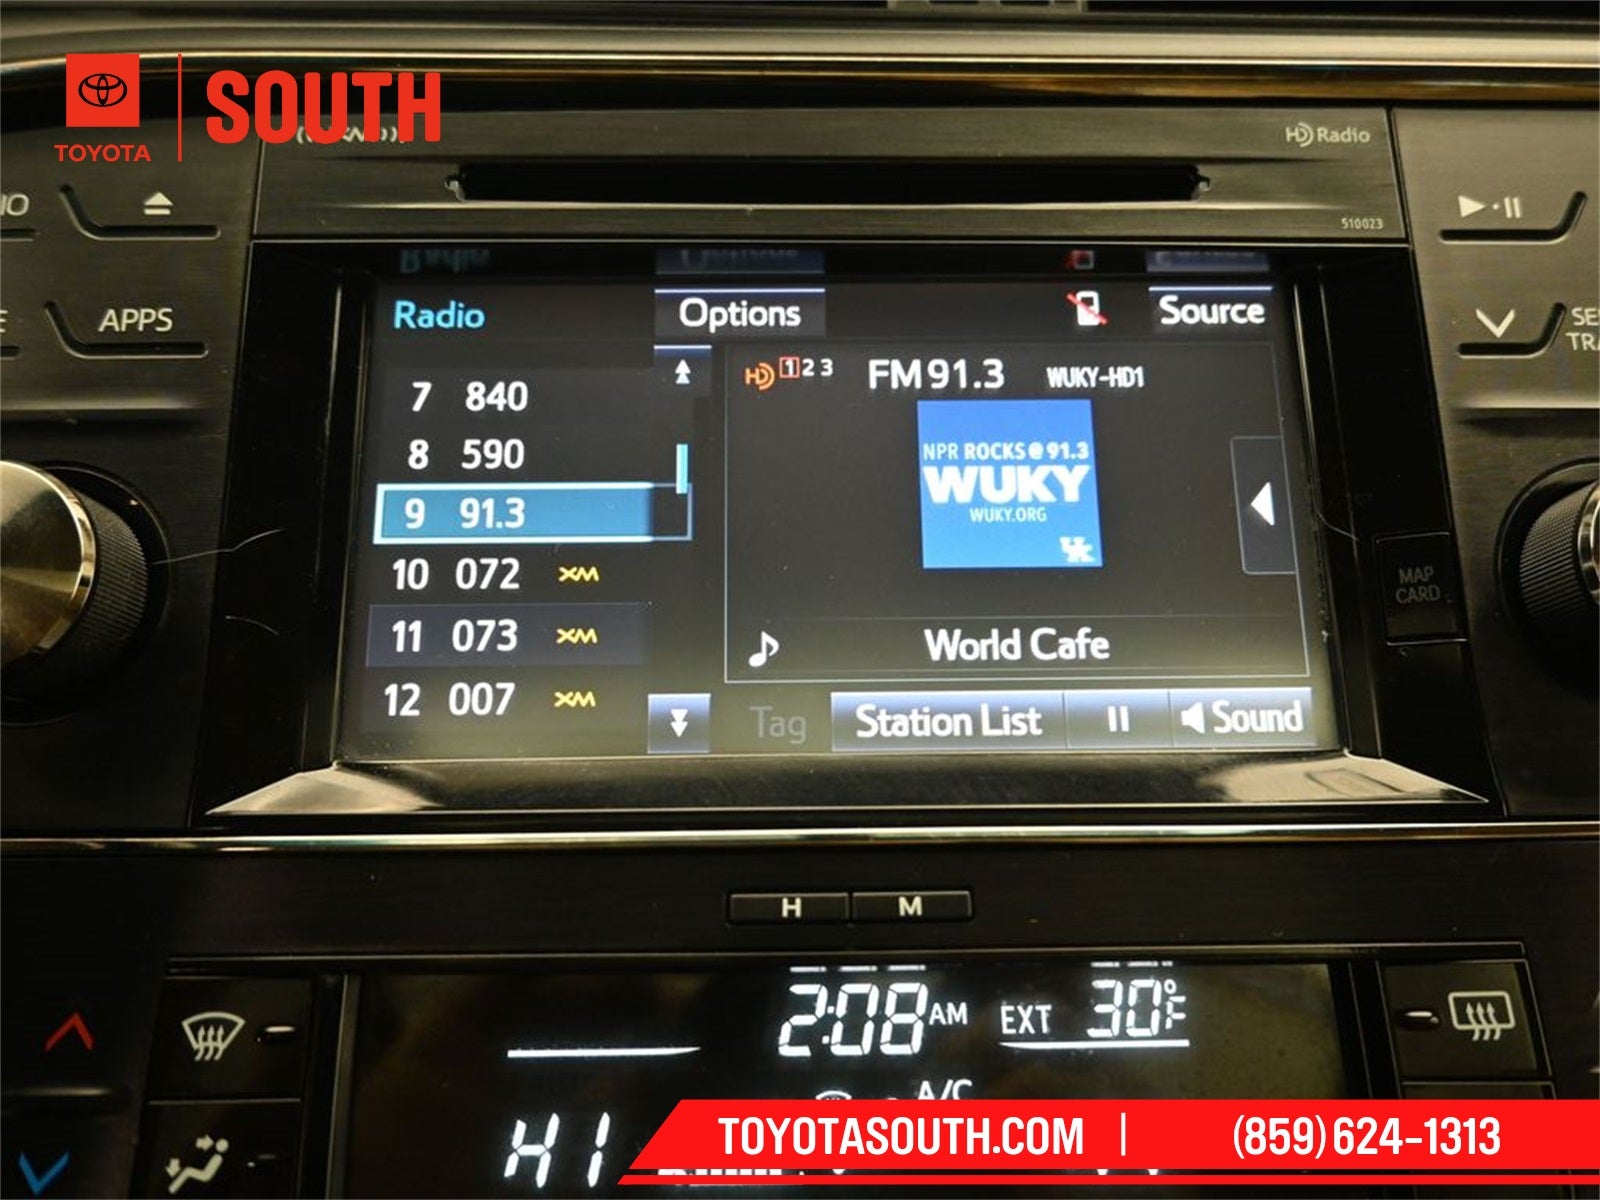 TOYOTA
SOUTH
HD Radio
510023
APPS
Radio
Options
Source
7 840
8 590
9 91.3
10 072 XM
11 073 XM
12 007 XM
HD 1 2 3
FM 91.3
WUKY-HD1
NPR ROCKS@91.3
WUKY
WUKY.ORG
UK
World Cafe
Tag
Station List
Sound
MAP
CARD
H
M
2:08 AM
EXT 30°F
A/C
HI
TOYOTASOUTH.COM | (859) 624-1313